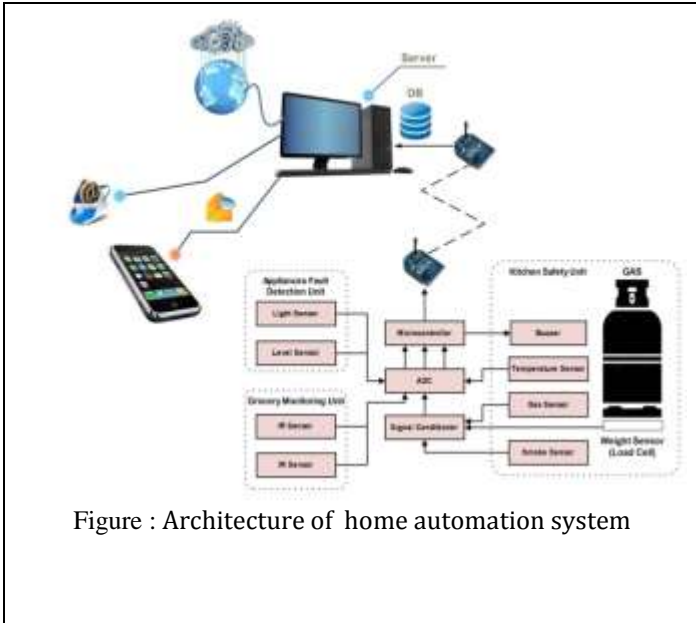 Server
DB
Appliance Fault
Detection Unit
Light Sensor
Level Sensor
Grocery Monitoring Unit
IR Sensor
IR Sensor
Microcontroller
A2C
Signal Conditioner
Kitchen Safety Unit
GAS
Buzzer
Temperature Sensor
Gas Sensor
Smoke Sensor
Weight Sensor
(Load Cell)
Figure : Architecture of home automation system